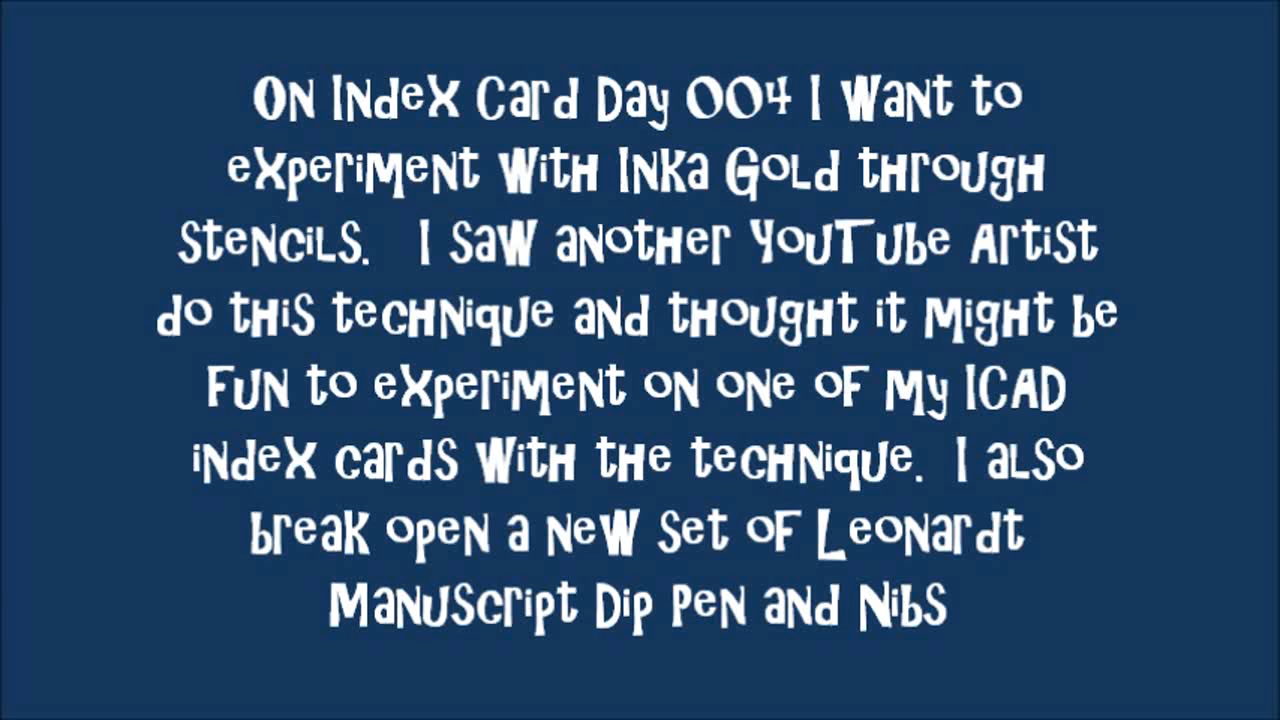 On Index Card Day 004 I Want to
experiment with Inka Gold through
stencils.   I saw another YouTube Artist
do this technique and thought it might be
fun to experiment on one of my ICAD
index cards with the technique.  I also
break open a new set of Leonardt
Manuscript Dip Pen and Nibs